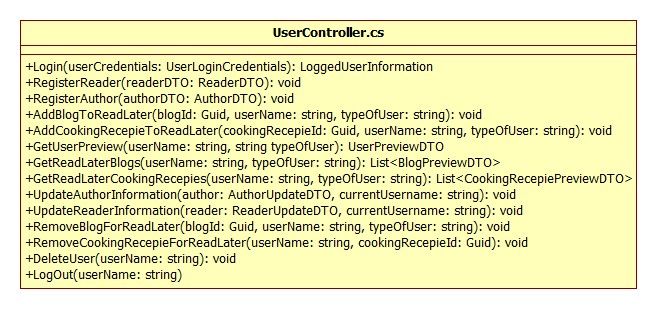 UserController.cs
+Login(userCredentials: UserLoginCredentials): LoggedUserInformation
+RegisterReader(readerDTO: ReaderDTO): void
+RegisterAuthor(authorDTO: AuthorDTO): void
+AddBlogToReadLater(blogId: Guid, userName: string, typeOfUser: string): void
+AddCookingRecepieToReadLater(cookingRecepieId: Guid, userName: string, typeOfUser: string): void
+GetUserPreview(userName: string, string typeOfUser): UserPreviewDTO
+GetReadLaterBlogs(userName: string, typeOfUser: string): List<BlogPreviewDTO>
+GetReadLaterCookingRecepies(userName: string, typeOfUser: string): List<CookingRecepiePreviewDTO>
+UpdateAuthorInformation(author: AuthorUpdateDTO, currentUsername: string): void
+UpdateReaderInformation(reader: ReaderUpdateDTO, currentUsername: string): void
+RemoveBlogForReadLater(blogId: Guid, userName: string, typeOfUser: string): void
+RemoveCookingRecepieForReadLater(userName: string, cookingRecepieId: Guid): void
+DeleteUser(userName: string): void
+LogOut(userName: string)